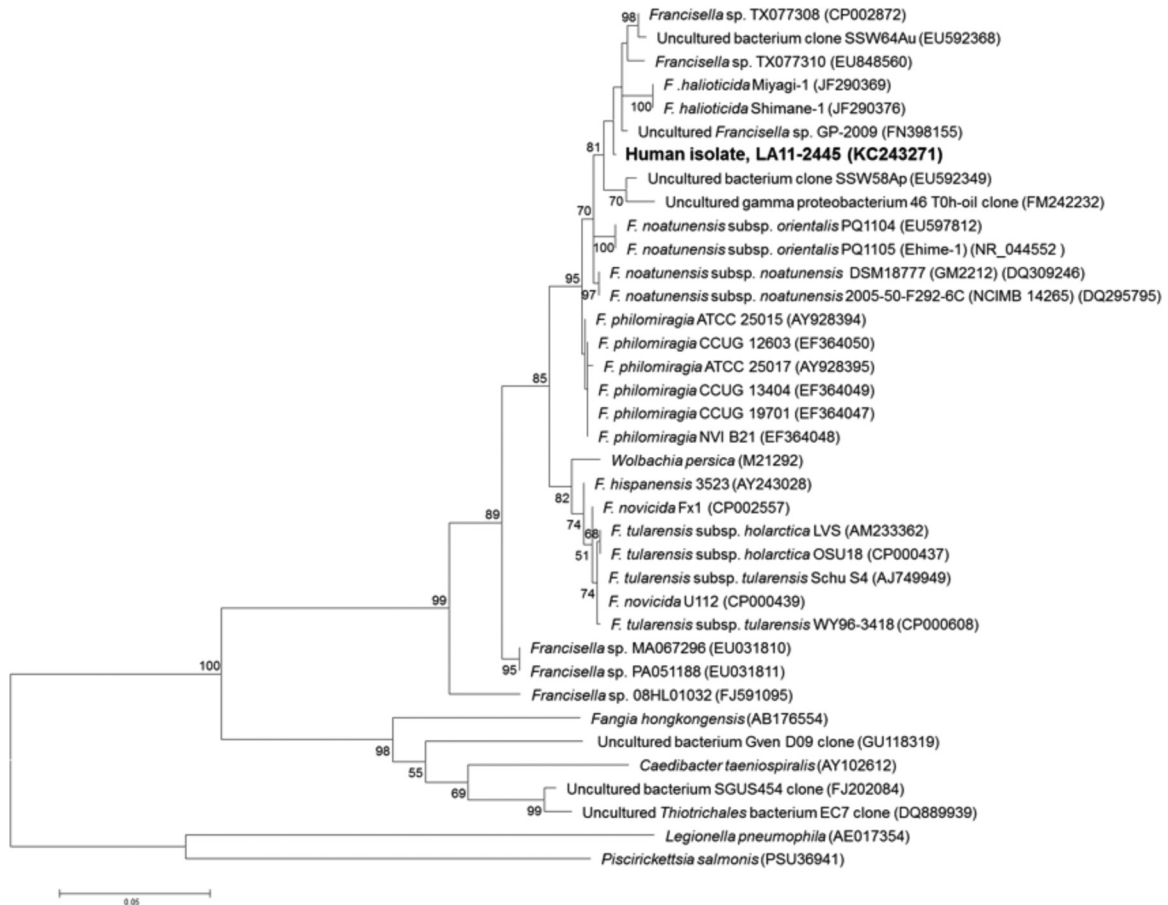 98 Francisella sp. TX077308 (CP002872)
Uncultured bacterium clone SSW64Au (EU592368)
Francisella sp. TX077310 (EU848560)
F .halioticida Miyagi-1 (JF290369)
100 F. halioticida Shimane-1 (JF290376)
Uncultured Francisella sp. GP-2009 (FN398155)
81 Human isolate, LA11-2445 (KC243271)
Uncultured bacterium clone SSW58Ap (EU592349)
70 Uncultured gamma proteobacterium 46 T0h-oil clone (FM242232)
70 F. noatunensis subsp. orientalis PQ1104 (EU597812)
100 F. noatunensis subsp. orientalis PQ1105 (Ehime-1) (NR_044552 )
95 F. noatunensis subsp. noatunensis DSM18777 (GM2212) (DQ309246)
97 F. noatunensis subsp. noatunensis 2005-50-F292-6C (NCIMB 14265) (DQ295795)
F. philomiragia ATCC 25015 (AY928394)
F. philomiragia CCUG 12603 (EF364050)
F. philomiragia ATCC 25017 (AY928395)
85 F. philomiragia CCUG 13404 (EF364049)
F. philomiragia CCUG 19701 (EF364047)
F. philomiragia NVI B21 (EF364048)
Wolbachia persica (M21292)
82 F. hispanensis 3523 (AY243028)
89 F. novicida Fx1 (CP002557)
74 68 F. tularensis subsp. holarctica LVS (AM233362)
51 F. tularensis subsp. holarctica OSU18 (CP000437)
F. tularensis subsp. tularensis Schu S4 (AJ749949)
99 74 F. novicida U112 (CP000439)
F. tularensis subsp. tularensis WY96-3418 (CP000608)
Francisella sp. MA067296 (EU031810)
100 95 Francisella sp. PA051188 (EU031811)
Francisella sp. 08HL01032 (FJ591095)
Fangia hongkongensis (AB176554)
98 Uncultured bacterium Gven D09 clone (GU118319)
55 Caedibacter taeniospiralis (AY102612)
69 Uncultured bacterium SGUS454 clone (FJ202084)
99 Uncultured Thiotrichales bacterium EC7 clone (DQ889939)
Legionella pneumophila (AE017354)
Piscirickettsia salmonis (PSU36941)
0.05